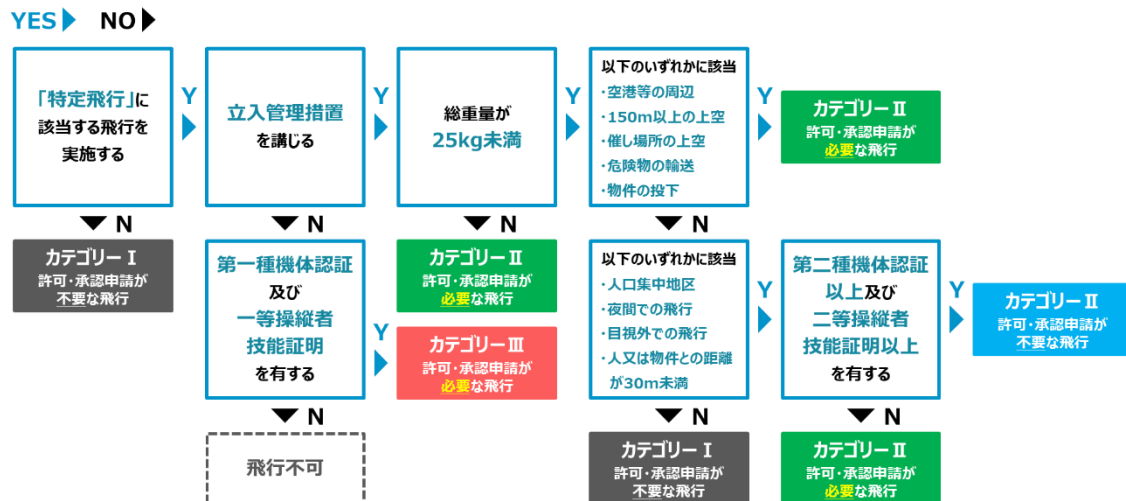 YES▶ NO▶
「特定飛行」に
該当する飛行を
実施する
Y
立入管理措置
を講じる
Y
総重量が
25kg未満
Y
以下のいずれかに該当
・空港等の周辺
・150m以上の上空
・催し場所の上空
・危険物の輸送
・物件の投下
Y
カテゴリーⅡ
許可・承認申請が
必要な飛行
▼ N
▼ N
▼ N
▼ N
カテゴリーⅠ
許可・承認申請が
不要な飛行
第一種機体認証
及び
一等操縦者
技能証明
を有する
Y
カテゴリーⅡ
許可・承認申請が
必要な飛行
カテゴリーⅢ
許可・承認申請が
必要な飛行
以下のいずれかに該当
・人口集中地区
・夜間での飛行
・目視外での飛行
・人又は物件との距離
が30m未満
Y
第二種機体認証
以上及び
二等操縦者
技能証明以上
を有する
Y
カテゴリーⅡ
許可・承認申請が
不要な飛行
▼ N
▼ N
▼ N
飛行不可
カテゴリーⅠ
許可・承認申請が
不要な飛行
カテゴリーⅡ
許可・承認申請が
必要な飛行